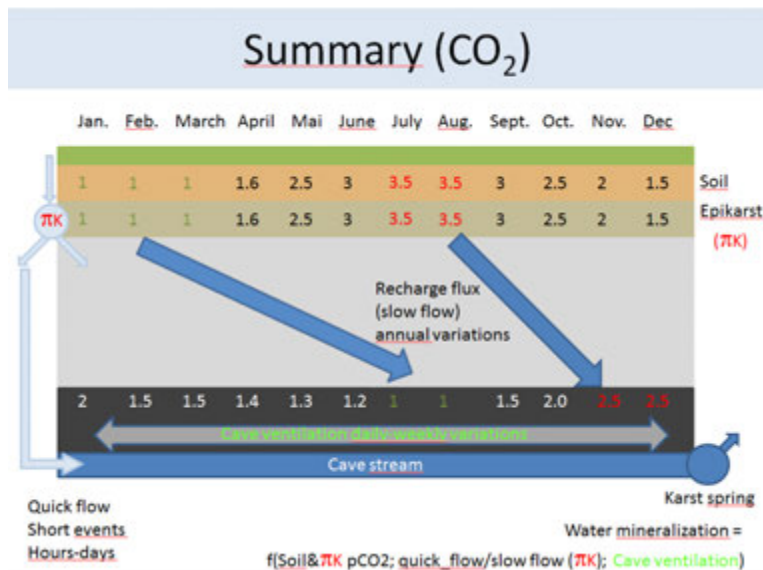 Summary (CO2)
Jan. Feb. March April Mai June July Aug. Sept. Oct. Nov. Dec
1 1 1 1.6 2.5 3 3.5 3.5 3 2.5 2 1.5 Soil
πK 1 1 1 1.6 2.5 3 3.5 3.5 3 2.5 2 1.5 Epikarst
(πK)
Recharge flux
(slow flow)
annual variations
2 1.5 1.5 1.4 1.3 1.2 1 1 1.5 2.0 2.5 2.5
Cave ventilation daily-weekly variations
Cave stream
Karst spring
Quick flow
Short events
Hours-days
Water mineralization =
f(Soil&πK pCO2; quick_flow/slow flow (πK); Cave ventilation)